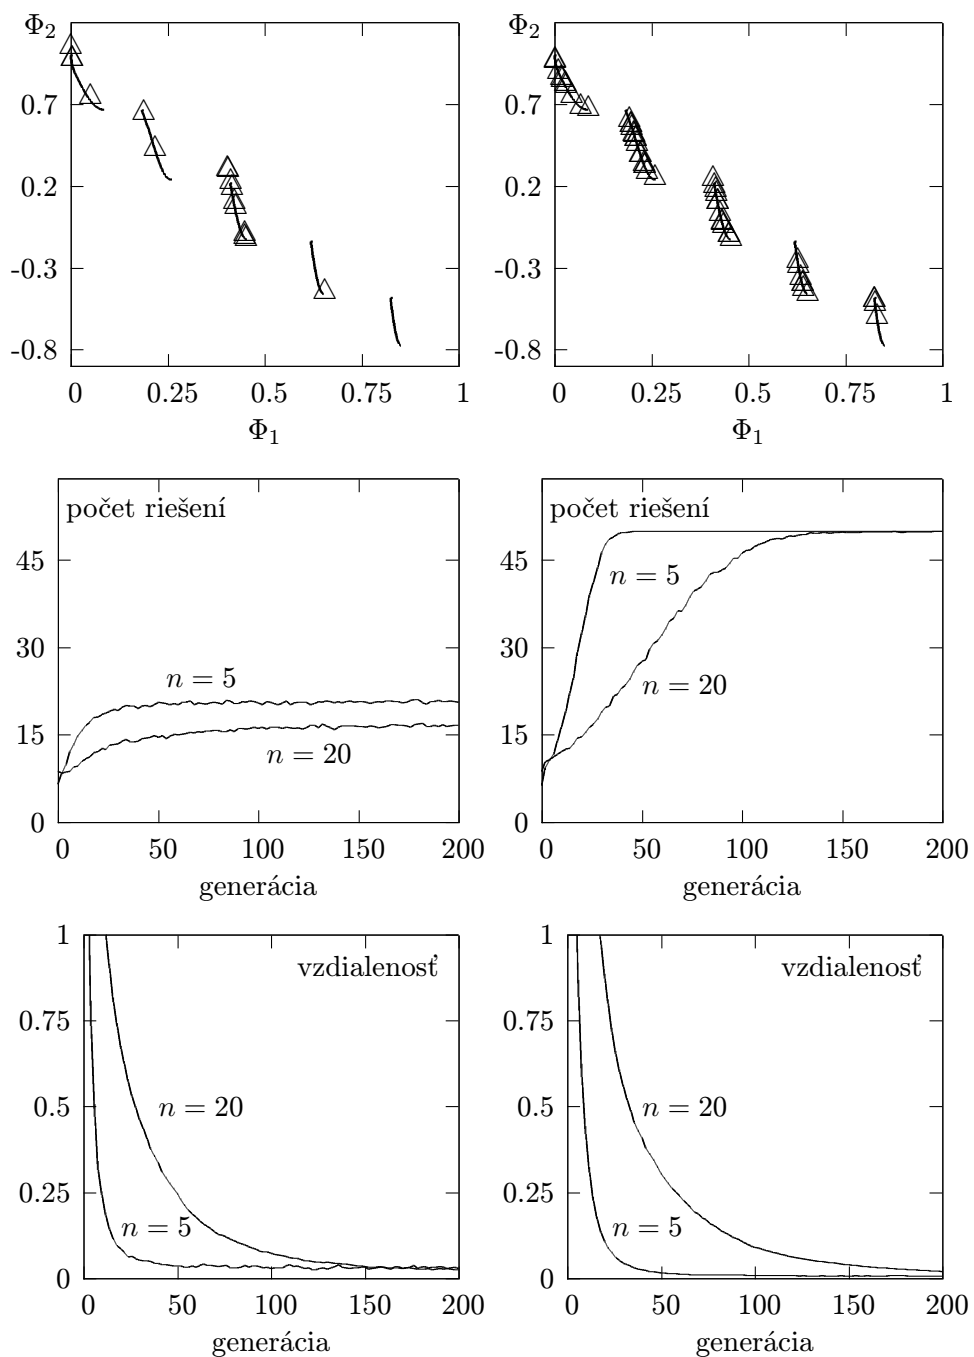 Φ2
0.7
0.2
-0.3
-0.8
0 0.25 0.5 0.75 1
Φ1
Φ2
0.7
0.2
-0.3
-0.8
0 0.25 0.5 0.75 1
Φ1
počet riešení
45
30
15
0
n = 5
n = 20
0 50 100 150 200
generácia
počet riešení
45
30
15
0
n = 5
n = 20
0 50 100 150 200
generácia
1
0.75
0.5
0.25
0
vzdialenosť
n = 20
n = 5
0 50 100 150 200
generácia
1
0.75
0.5
0.25
0
vzdialenosť
n = 20
n = 5
0 50 100 150 200
generácia